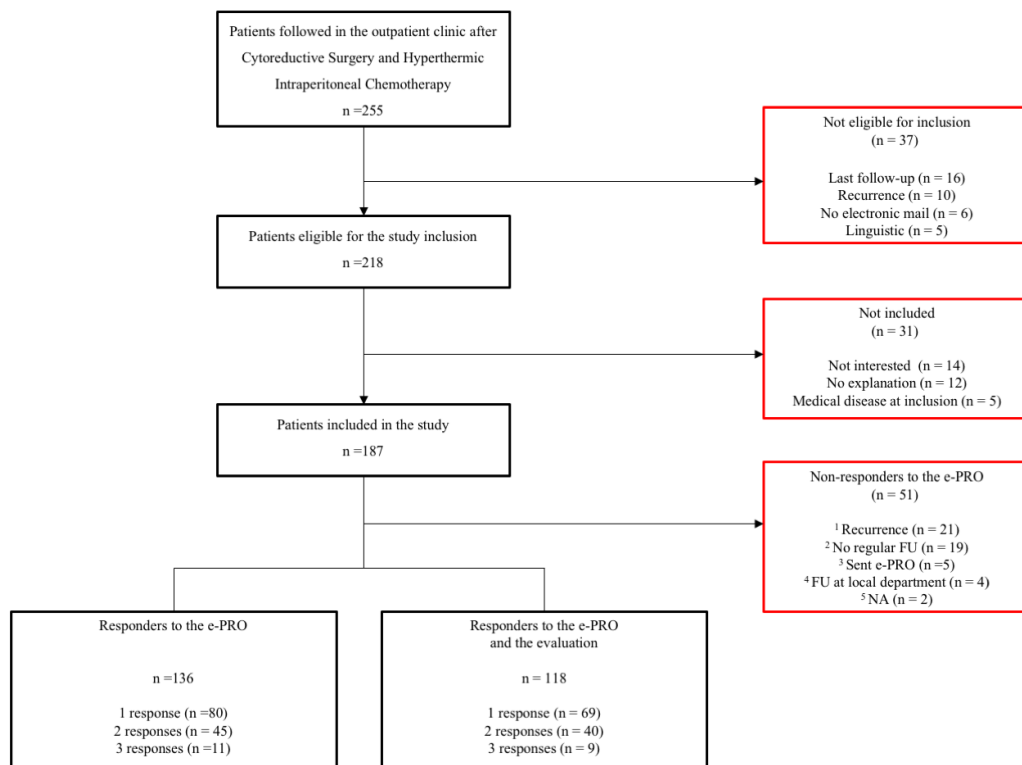 Patients followed in the outpatient clinic after
Cytoreductive Surgery and Hyperthermic
Intraperitoneal Chemotherapy
n =255
Not eligible for inclusion
(n = 37)
Last follow-up (n = 16)
Recurrence (n = 10)
No electronic mail (n = 6)
Linguistic (n = 5)
Patients eligible for the study inclusion
n =218
Not included
(n = 31)
Not interested (n = 14)
No explanation (n = 12)
Medical disease at inclusion (n = 5)
Patients included in the study
n =187
Non-responders to the e-PRO
(n = 51)
1 Recurrence (n = 21)
2 No regular FU (n = 19)
3 Sent e-PRO (n =5)
4 FU at local department (n = 4)
5 NA (n = 2)
Responders to the e-PRO
n =136
1 response (n =80)
2 responses (n = 45)
3 responses (n =11)
Responders to the e-PRO
and the evaluation
n = 118
1 response (n = 69)
2 responses (n = 40)
3 responses (n = 9)